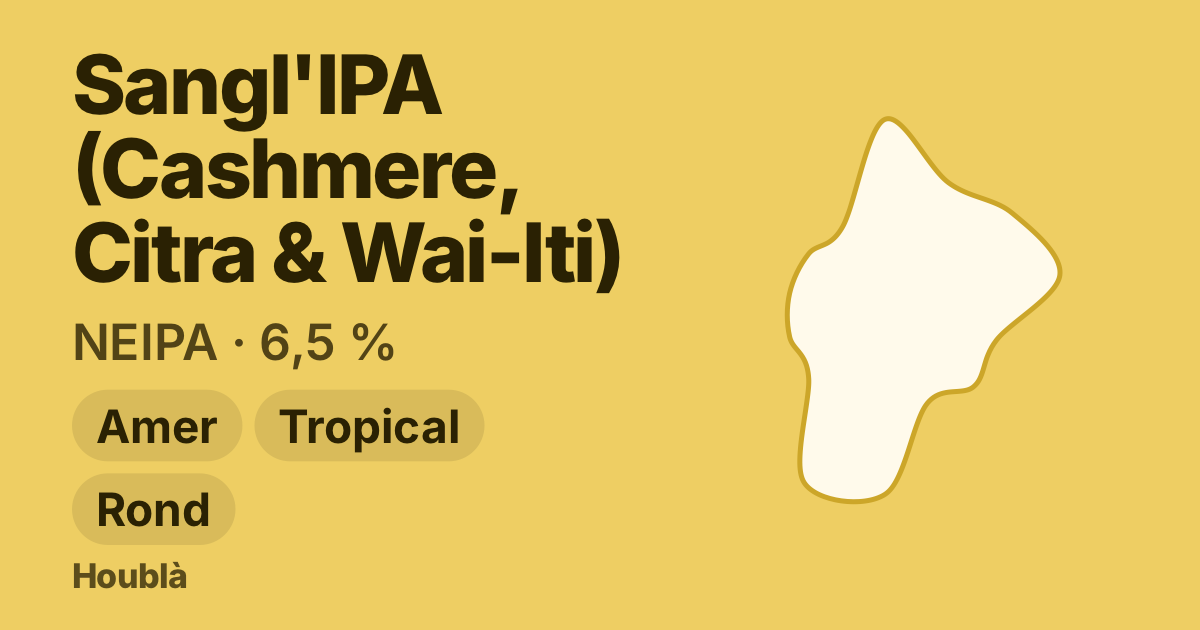 Sangl'IPA
(Cashmere,
Citra & Wai-Iti)
NEIPA · 6,5 %
Amer Tropical
Rond
Houblà